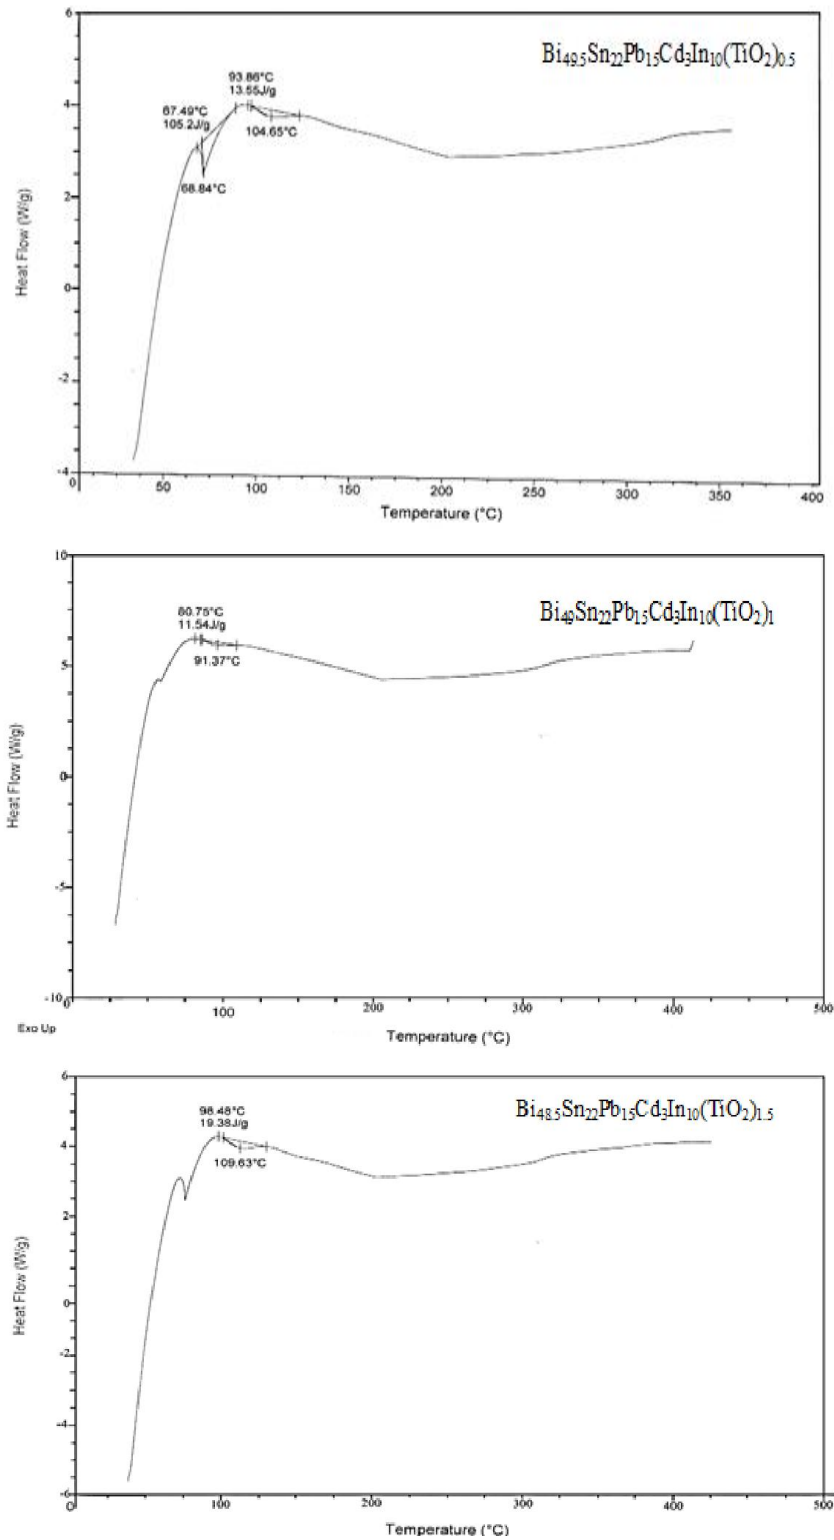 6
Bi49.5Sn22Pb15Cd3In10(TiO2)0.5
93.86°C
13.55J/g
4
67.49°C
105.2J/g
104.65°C
68.84°C
2
Heat Flow (W/g)
0
-2
-4
0
50
100
150
200
250
300
350
400
Temperature (°C)
10
Bi49Sn22Pb15Cd3In10(TiO2)1
80.75°C
11.54J/g
91.37°C
5
Heat Flow (W/g)
0
-5
-10
0
100
200
300
400
500
Exo Up
Temperature (°C)
6
Bi48.5Sn22Pb15Cd3In10(TiO2)1.5
98.48°C
19.38J/g
109.63°C
4
2
Heat Flow (W/g)
0
-2
-4
-6
0
100
200
300
400
500
Temperature (°C)